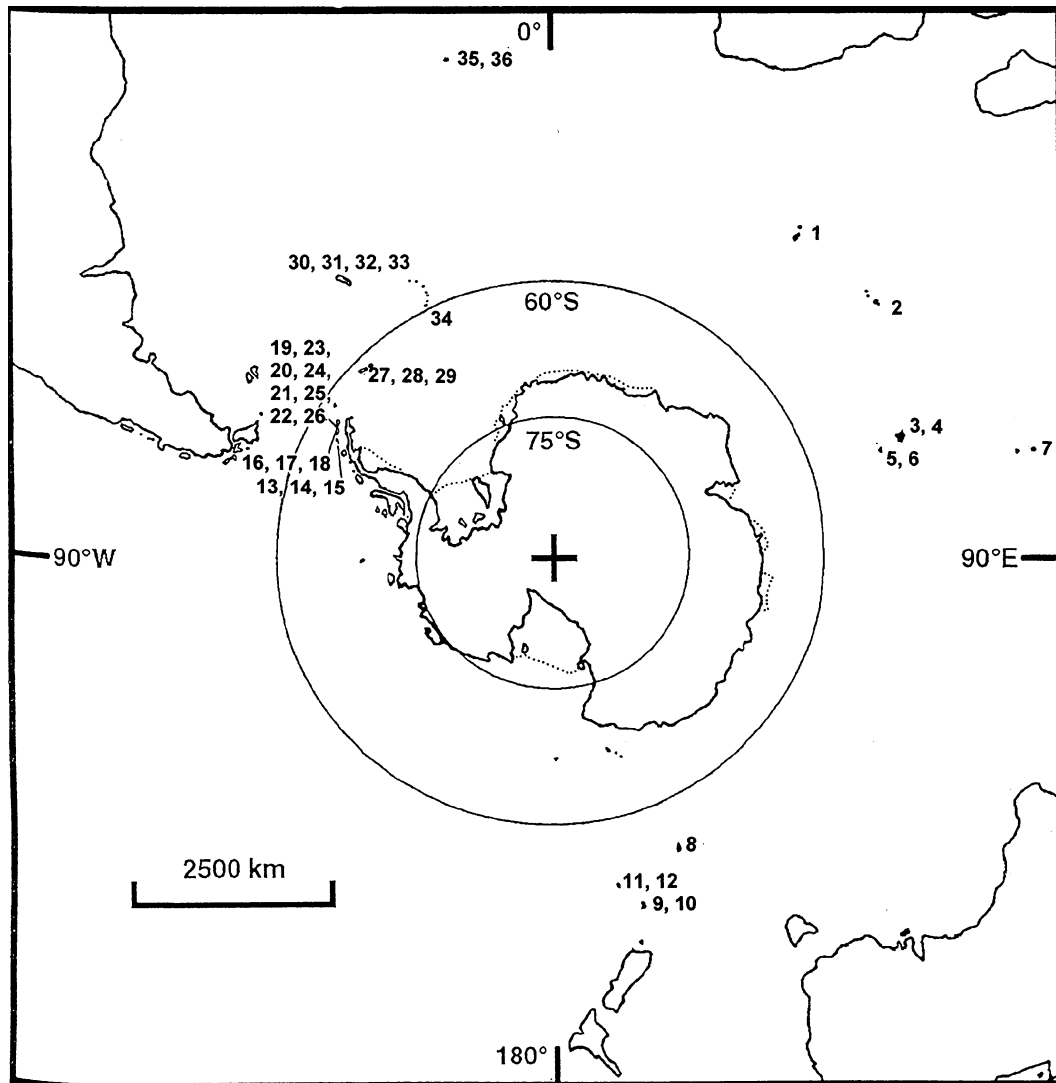 0°
35, 36
1
30, 31, 32, 33
60°S
2
34
19, 23,
20, 24,
27, 28, 29
21, 25,
22, 26
3, 4
75°S
7
5, 6
16, 17, 18
13, 14, 15
90°W
90°E
8
2500 km
11, 12
9, 10
180°